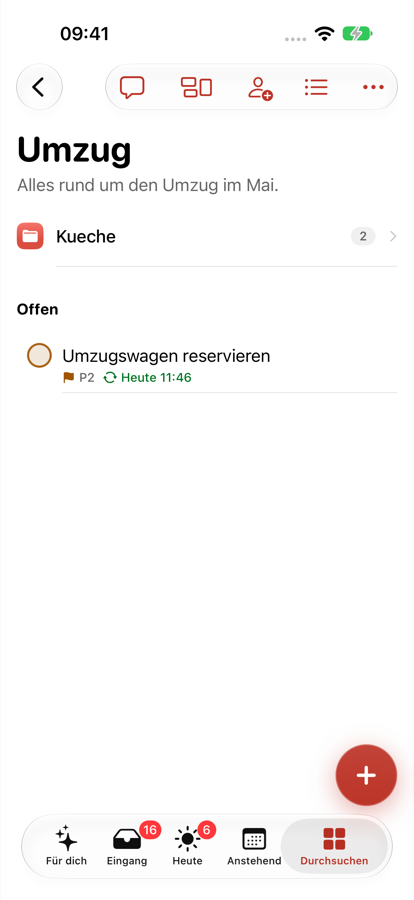 09:41
Umzug
Alles rund um den Umzug im Mai.
Kueche 2
Offen
Umzugswagen reservieren
P2 Heute 11:46
16 6
Für dich Eingang Heute Anstehend Durchsuchen